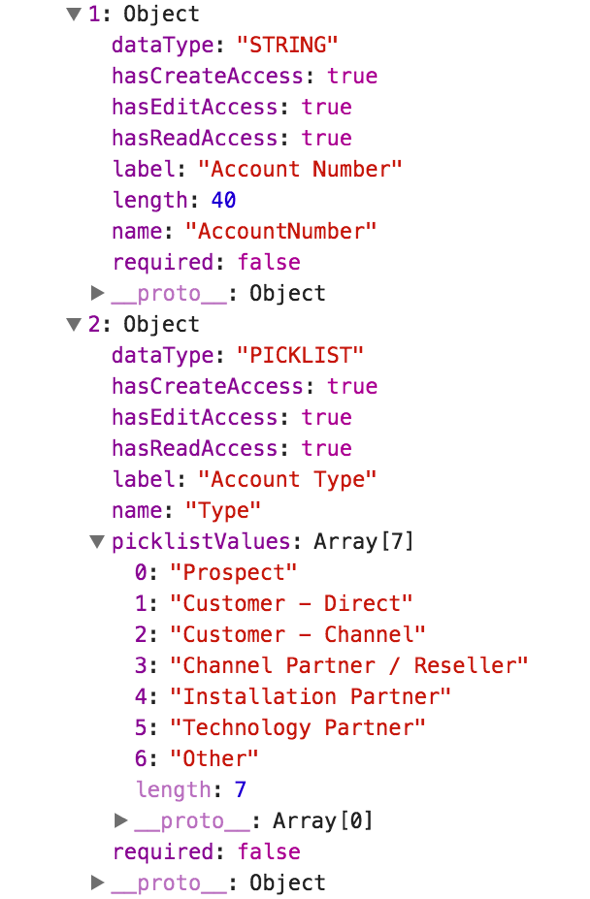 ▼ 1: Object
dataType: "STRING"
hasCreateAccess: true
hasEditAccess: true
hasReadAccess: true
label: "Account Number"
length: 40
name: "AccountNumber"
required: false
▶ __proto__: Object
▼ 2: Object
dataType: "PICKLIST"
hasCreateAccess: true
hasEditAccess: true
hasReadAccess: true
label: "Account Type"
name: "Type"
▼ picklistValues: Array[7]
0: "Prospect"
1: "Customer - Direct"
2: "Customer - Channel"
3: "Channel Partner / Reseller"
4: "Installation Partner"
5: "Technology Partner"
6: "Other"
length: 7
▶ __proto__: Array[0]
required: false
▶ __proto__: Object